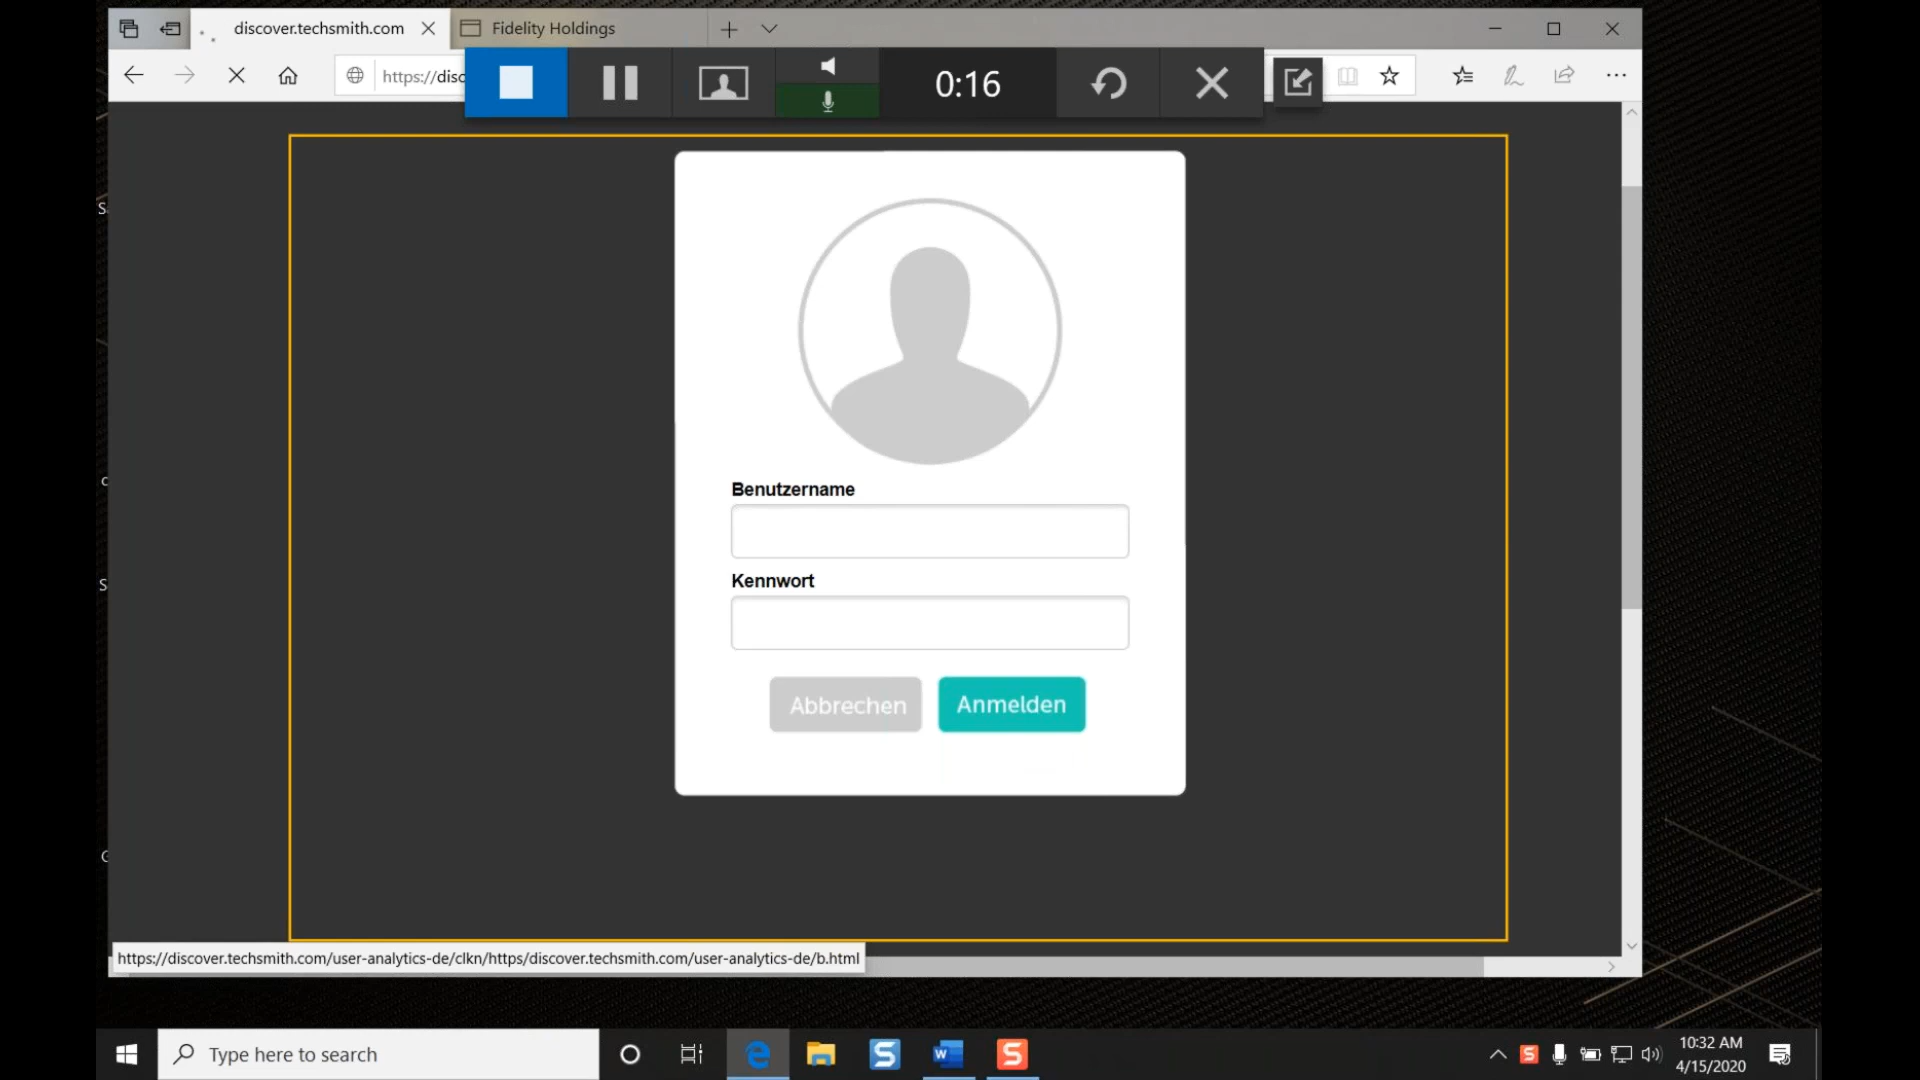 discover.techsmith.com
Fidelity Holdings
https://disc
0:16
S
Benutzername
c
Kennwort
S
Abbrechen
Anmelden
G
https://discover.techsmith.com/user-analytics-de/clkn/https/discover.techsmith.com/user-analytics-de/b.html
Type here to search
S
W
S
S
10:32 AM
4/15/2020